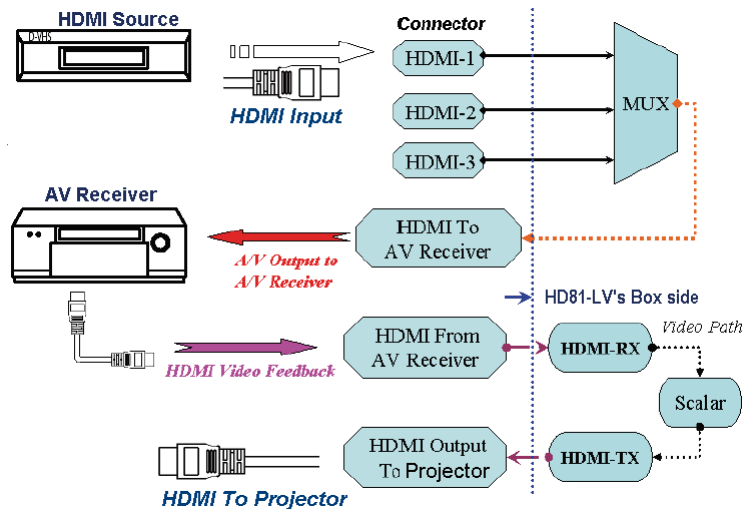 HDMI Source
D-VHS
Connector
HDMI-1
HDMI Input
HDMI-2
MUX
HDMI-3
AV Receiver
HDMI To
AV Receiver
A/V Output to
A/V Receiver
HD81-LV's Box side
Video Path
HDMI From
AV Receiver
HDMI-RX
HDMI Video Feedback
Scalar
HDMI Output
To Projector
HDMI-TX
HDMI To Projector